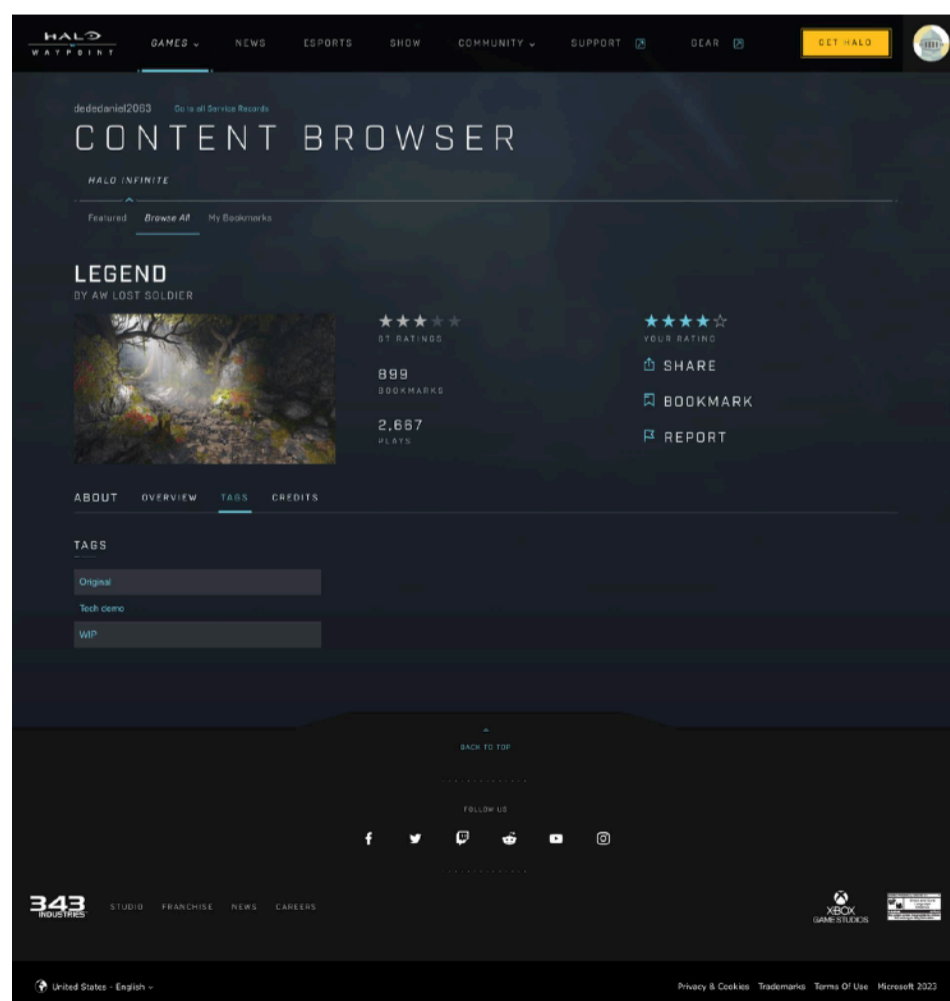 HALO
WAYPOINT
GAMES
NEWS
ESPORTS
SHOW
COMMUNITY
SUPPORT
GEAR
GET HALO
dededaniel2063 Go to all Service Records
CONTENT BROWSER
HALO INFINITE
Featured Browse All My Bookmarks
LEGEND
BY AW LOST SOLDIER
RATINGS
899
BOOKMARKS
2,667
PLAYS
YOUR RATING
SHARE
BOOKMARK
REPORT
ABOUT OVERVIEW TAGS CREDITS
TAGS
Original
Tech demo
WIP
BACK TO TOP
FOLLOW US
343
INDUSTRIES
STUDIO FRANCHISE NEWS CAREERS
XBOX
GAME STUDIOS
United States - English
Privacy & Cookies Trademarks Terms Of Use Microsoft 2023